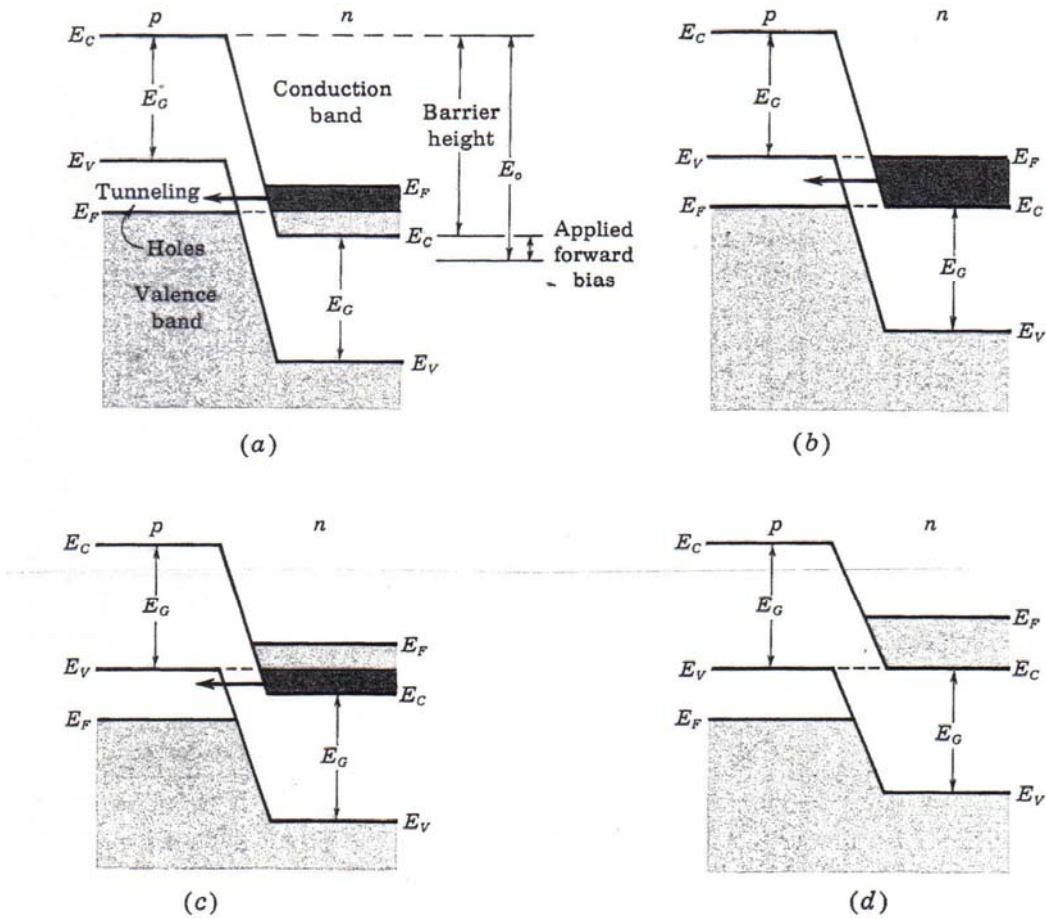 p n
E_C
E_G
Conduction band
Barrier height
E_o
E_V
Tunneling
E_F
E_F
Holes
E_C
Applied forward bias
Valence band
E_G
E_V
(a)
p n
E_C
E_G
E_V
E_F
E_F
E_C
E_G
E_V
(b)
p n
E_C
E_G
E_F
E_V
E_C
E_F
E_G
E_V
(c)
p n
E_C
E_G
E_F
E_V
E_C
E_F
E_G
E_V
(d)